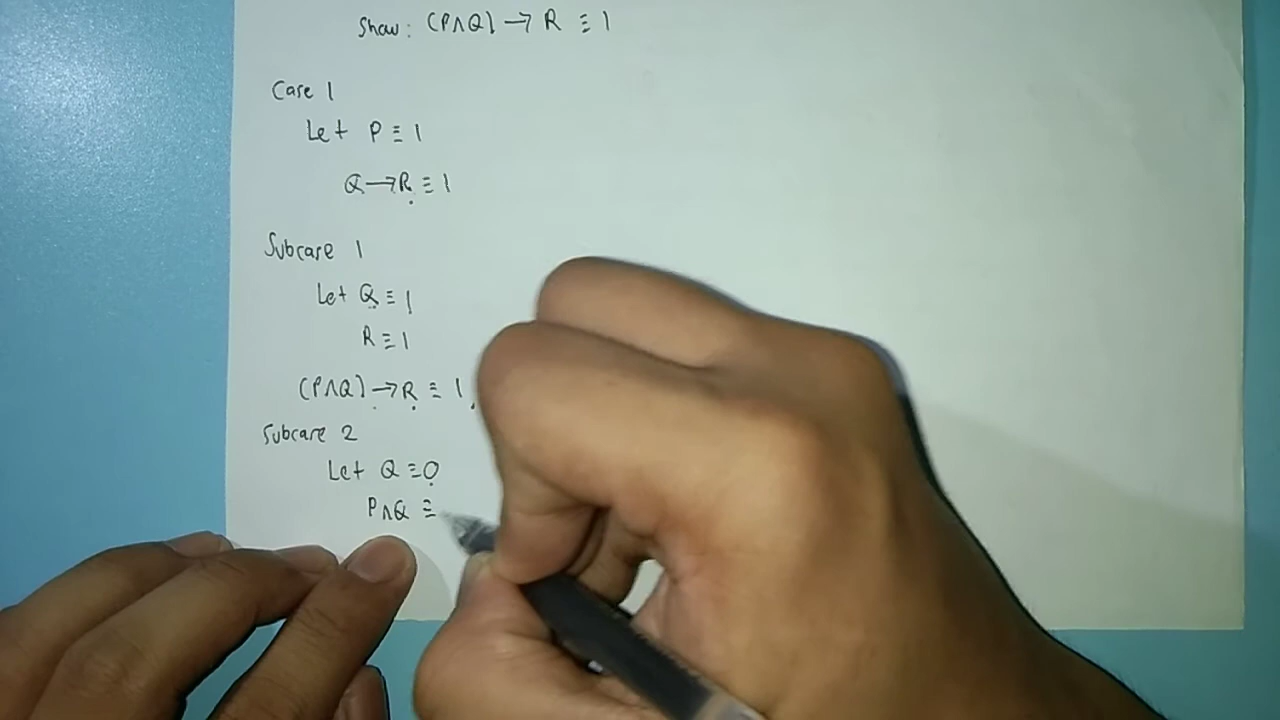 Show: (P∧Q) → R ≡ 1
Case 1
Let P ≡ 1
Q → R ≡ 1
Subcase 1
Let Q ≡ 1
R ≡ 1
(P∧Q) → R ≡ 1
Subcase 2
Let Q ≡ 0
P∧Q ≡